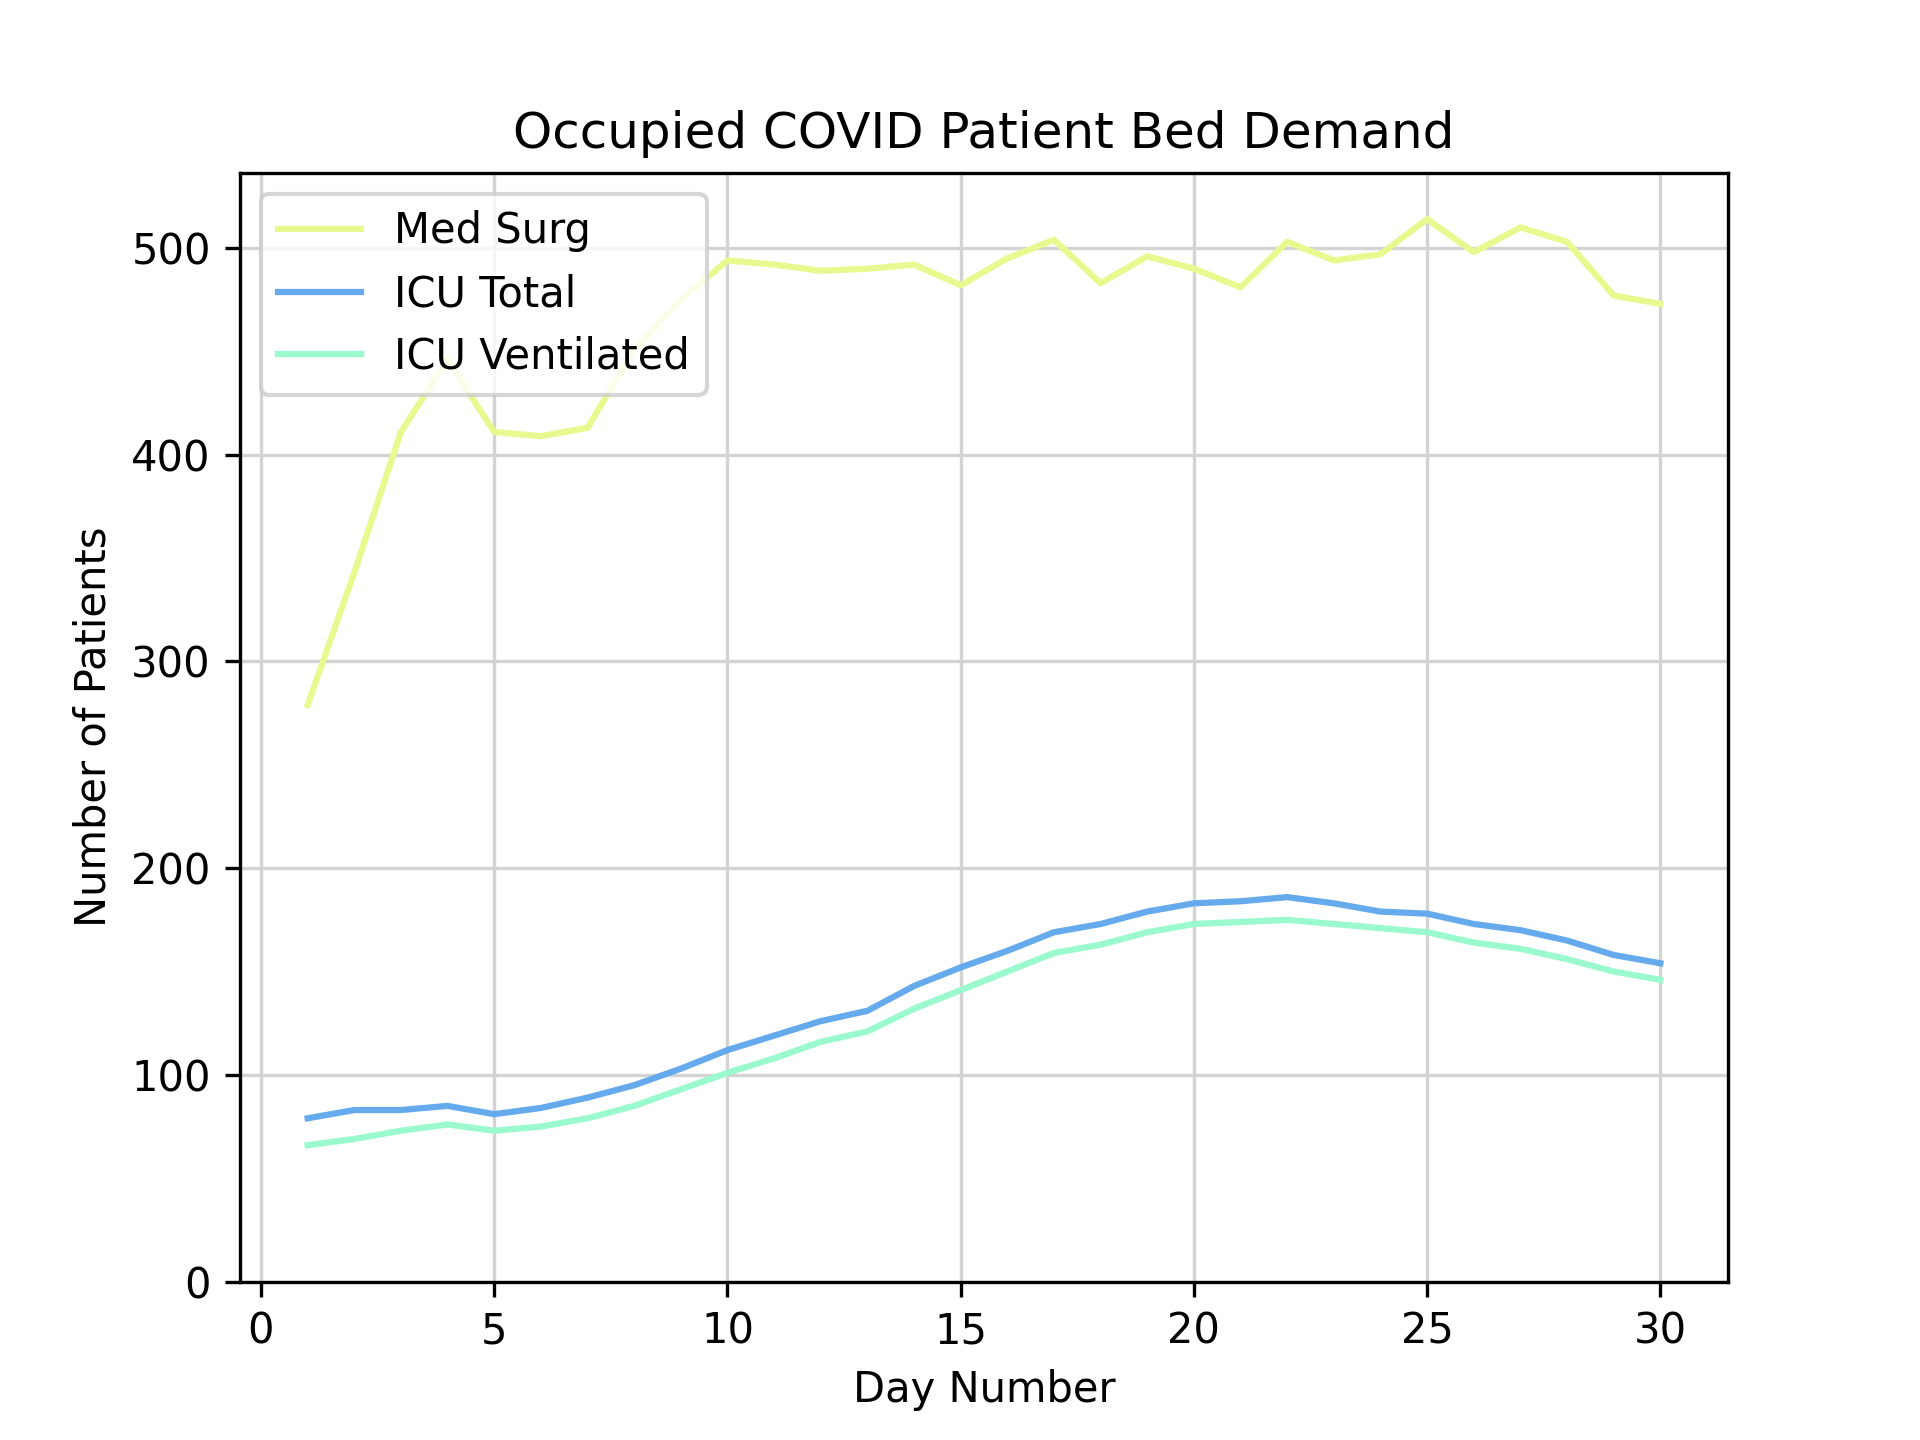 Occupied COVID Patient Bed Demand
Med Surg
ICU Total
ICU Ventilated
500
400
300
200
100
0
Number of Patients
0 5 10 15 20 25 30
Day Number